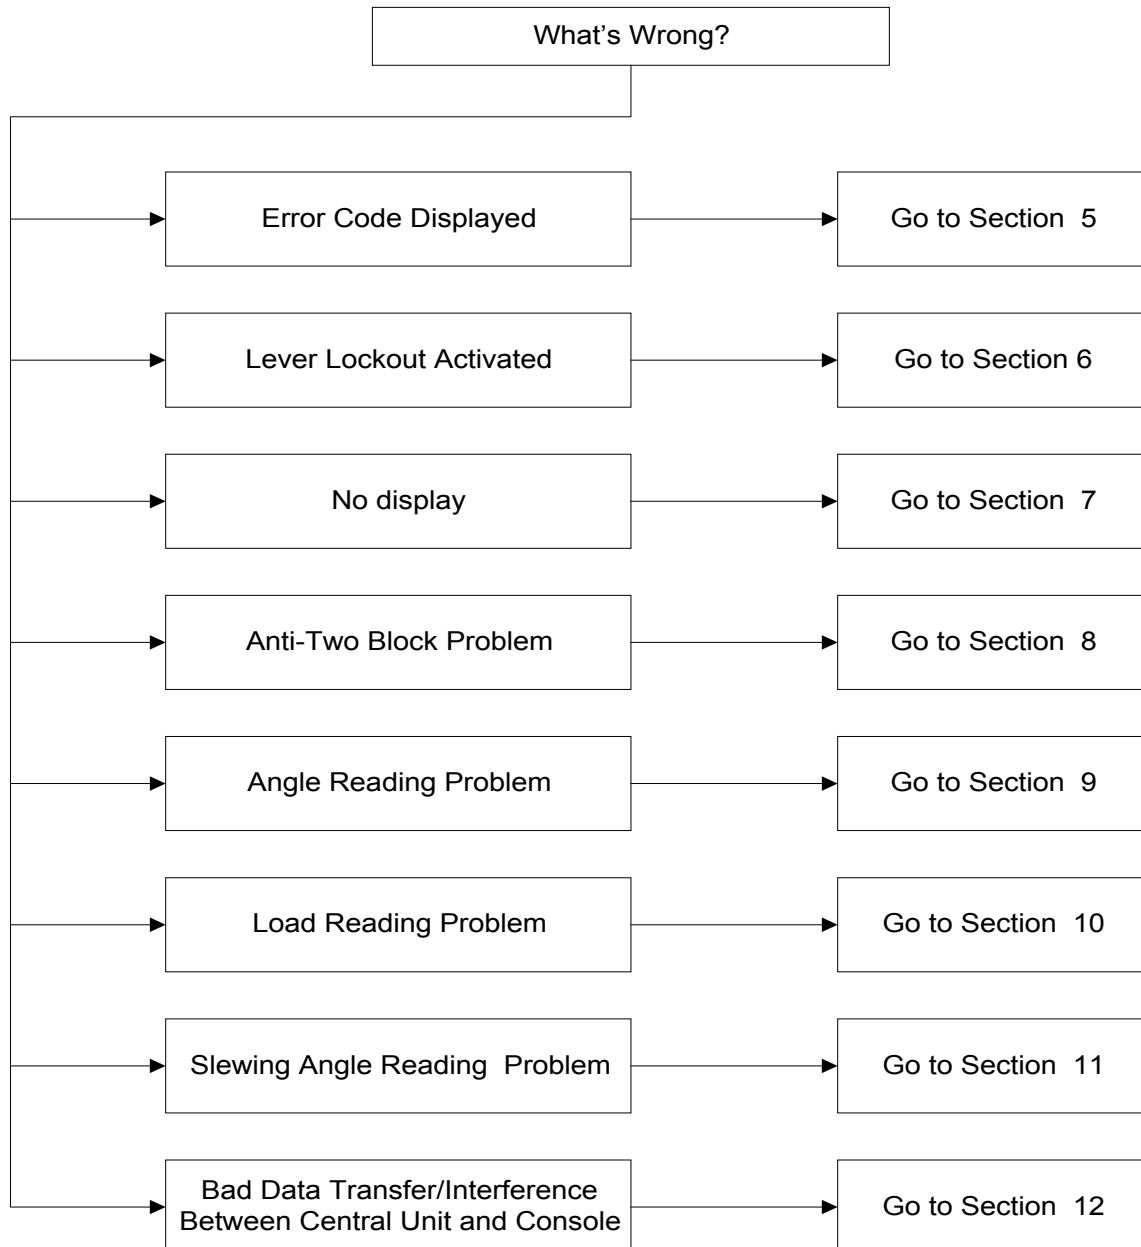 What's Wrong?
Error Code Displayed
Go to Section 5
Lever Lockout Activated
Go to Section 6
No display
Go to Section 7
Anti-Two Block Problem
Go to Section 8
Angle Reading Problem
Go to Section 9
Load Reading Problem
Go to Section 10
Slewing Angle Reading Problem
Go to Section 11
Bad Data Transfer/Interference
Between Central Unit and Console
Go to Section 12